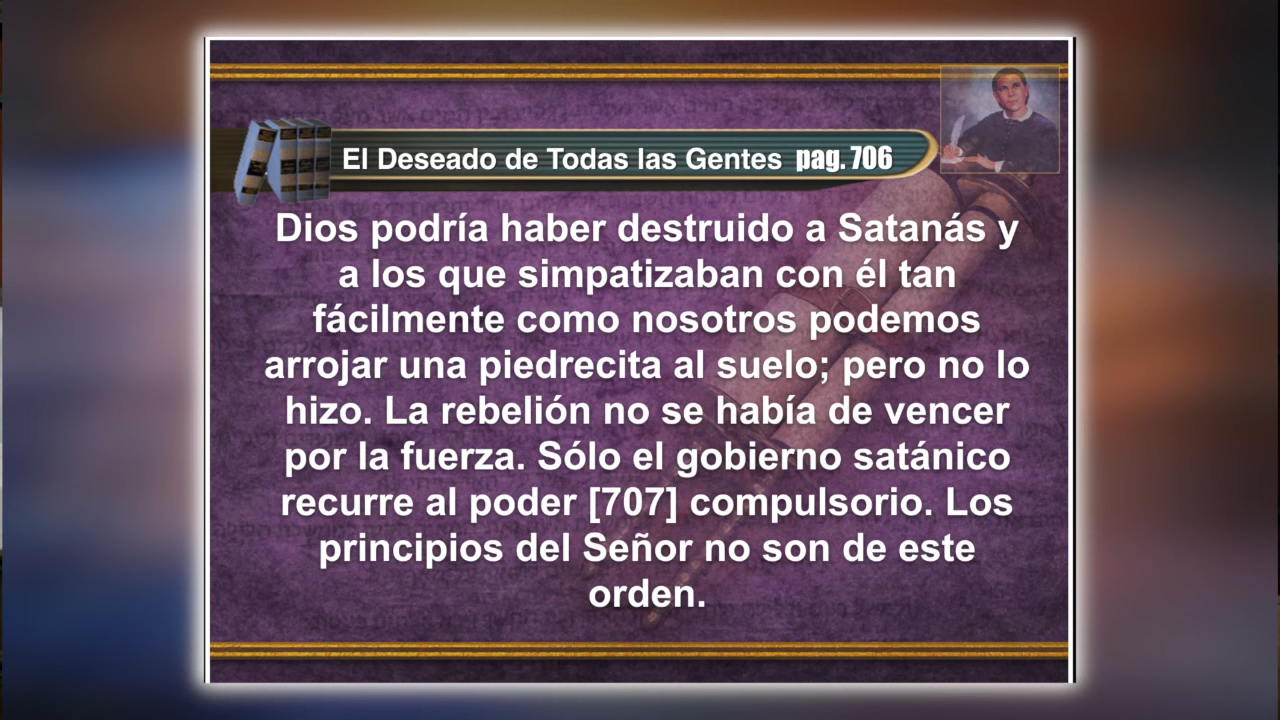 El Deseado de Todas las Gentes pag. 706
Dios podría haber destruido a Satanás y
a los que simpatizaban con él tan
fácilmente como nosotros podemos
arrojar una piedrecita al suelo; pero no lo
hizo. La rebelión no se había de vencer
por la fuerza. Sólo el gobierno satánico
recurre al poder [707] compulsorio. Los
principios del Señor no son de este
orden.